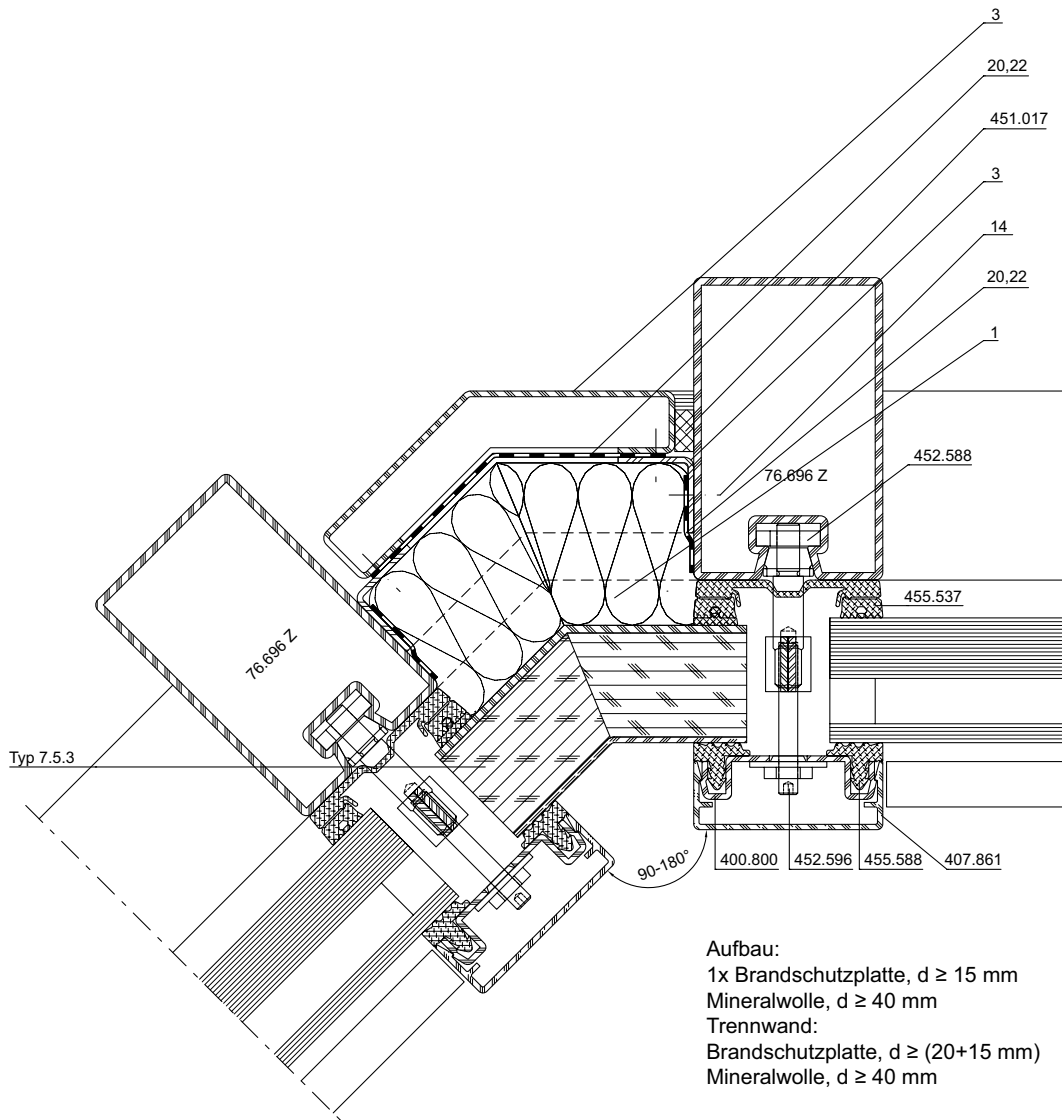 3
20,22
451.017
3
14
20,22
1
452.588
76.696 Z
455.537
76.696 Z
Typ 7.5.3
90-180°
400.800
452.596
455.588
407.861
Aufbau:
1x Brandschutzplatte, d ≥ 15 mm
Mineralwolle, d ≥ 40 mm
Trennwand:
Brandschutzplatte, d ≥ (20+15 mm)
Mineralwolle, d ≥ 40 mm